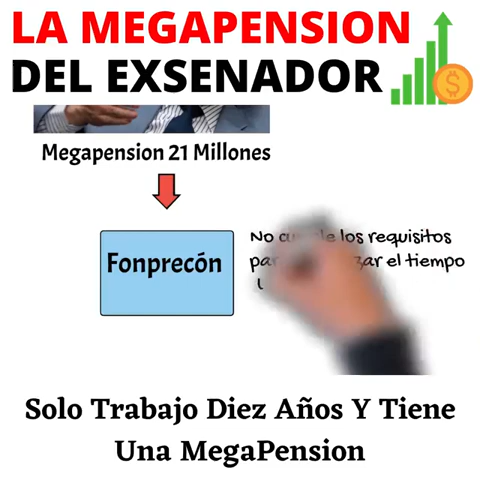 LA MEGAPENSION
DEL EXSENADOR
$
Megapension 21 Millones
Fonprecón
No los requisitos
el tiempo
Solo Trabajo Diez Años Y Tiene
Una MegaPension